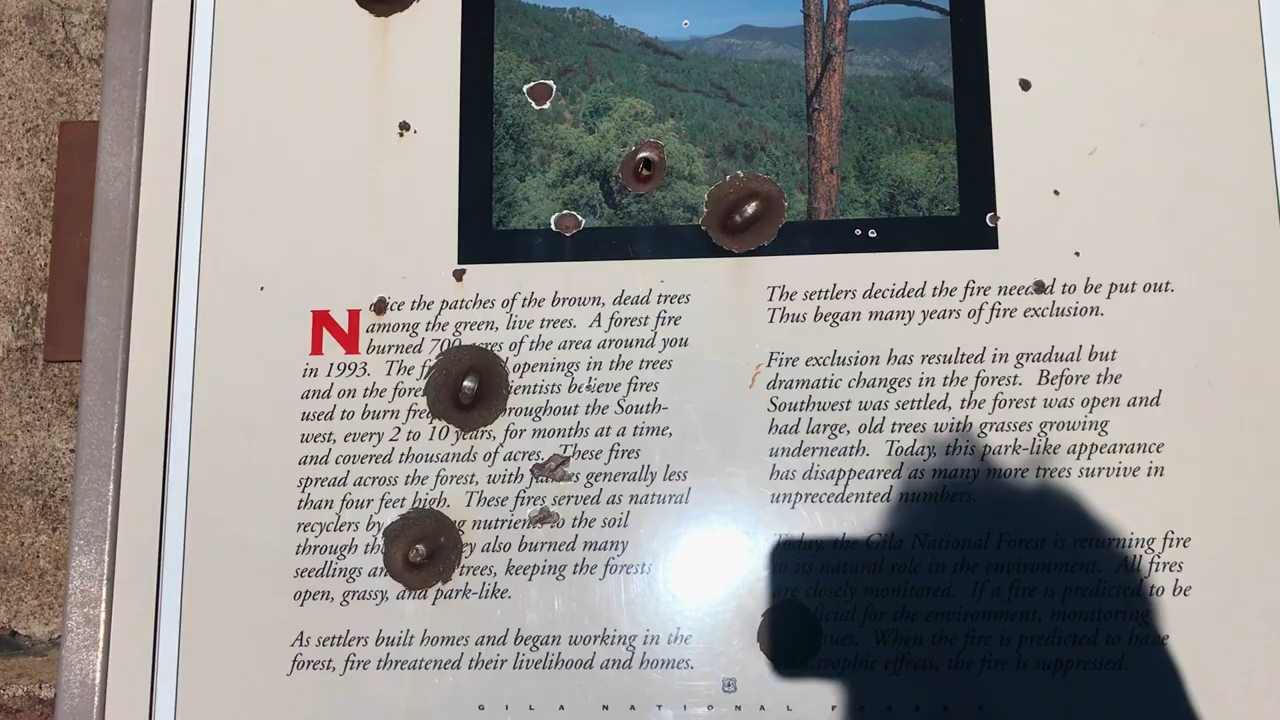 N
the patches of the brown, dead trees
among the green, live trees. A forest fire
burned 700 of the area around you
in 1993. The openings in the trees
and on the believe fires
used to burn the South-
west, every 2 to 10 years, for months at a time,
and covered thousands of acres. These fires
spread across the forest, with generally less
than four feet high. These fires served as natural
recyclers by nutrients to the soil
through also burned many
seedlings trees, keeping the forests
open, grassy, and park-like.
As settlers built homes and began working in the
forest, fire threatened their livelihood and homes.
The settlers decided the fire needed to be put out.
Thus began many years of fire exclusion.
Fire exclusion has resulted in gradual but
dramatic changes in the forest. Before the
Southwest was settled, the forest was open and
had large, old trees with grasses growing
underneath. Today, this park-like appearance
has disappeared as many more trees survive in
unprecedented numbers.
Today, the Gila National Forest is returning fire
to its natural role in the environment. All fires
are closely monitored. If a fire is predicted to be
for the environment, monitoring
When the fire is predicted to have
effects, the fire is suppressed.
GILA NATIONAL FOREST